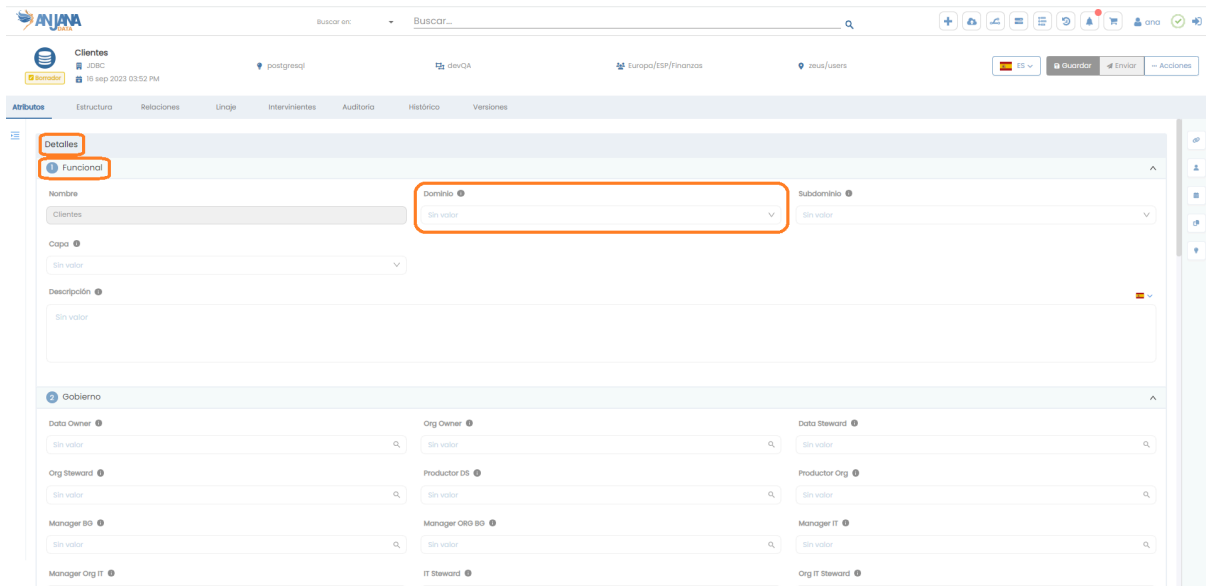 ANJANA
DATA
Buscar en:
Buscar...
ana
Clientes
JDBC
postgresql
devQA
Europa/ESP/Finanzas
zeus/users
ES
Guardar
Enviar
Acciones
Borrador
16 sep 2023 03:52 PM
Atributos
Estructura
Relaciones
Linaje
Intervinientes
Auditoria
Histórico
Versiones
Detalles
1 Funcional
Nombre
Dominio
Subdominio
Clientes
Sin valor
Sin valor
Capa
Sin valor
Descripción
Sin valor
2 Gobierno
Data Owner
Org Owner
Data Steward
Sin valor
Sin valor
Sin valor
Org Steward
Productor DS
Productor Org
Sin valor
Sin valor
Sin valor
Manager BG
Manager ORG BG
Manager IT
Sin valor
Sin valor
Sin valor
Manager Org IT
IT Steward
Org IT Steward